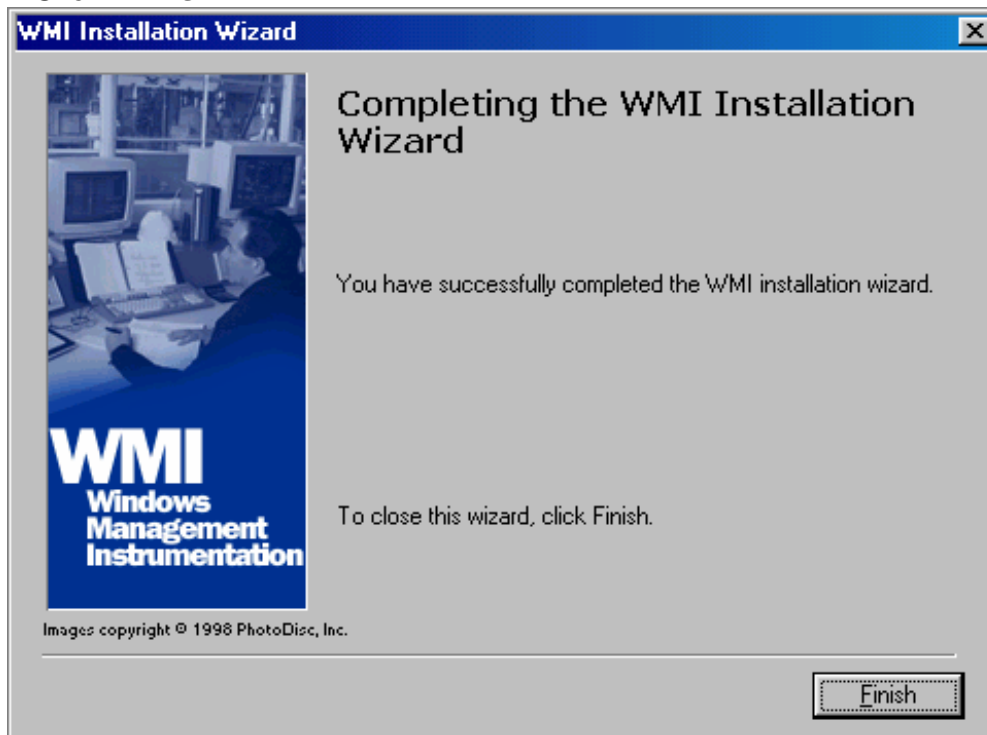 WMI Installation Wizard
Completing the WMI Installation
Wizard
You have successfully completed the WMI installation wizard.
WMI
Windows
Management
Instrumentation
To close this wizard, click Finish.
Images copyright © 1998 PhotoDisc, Inc.
Finish